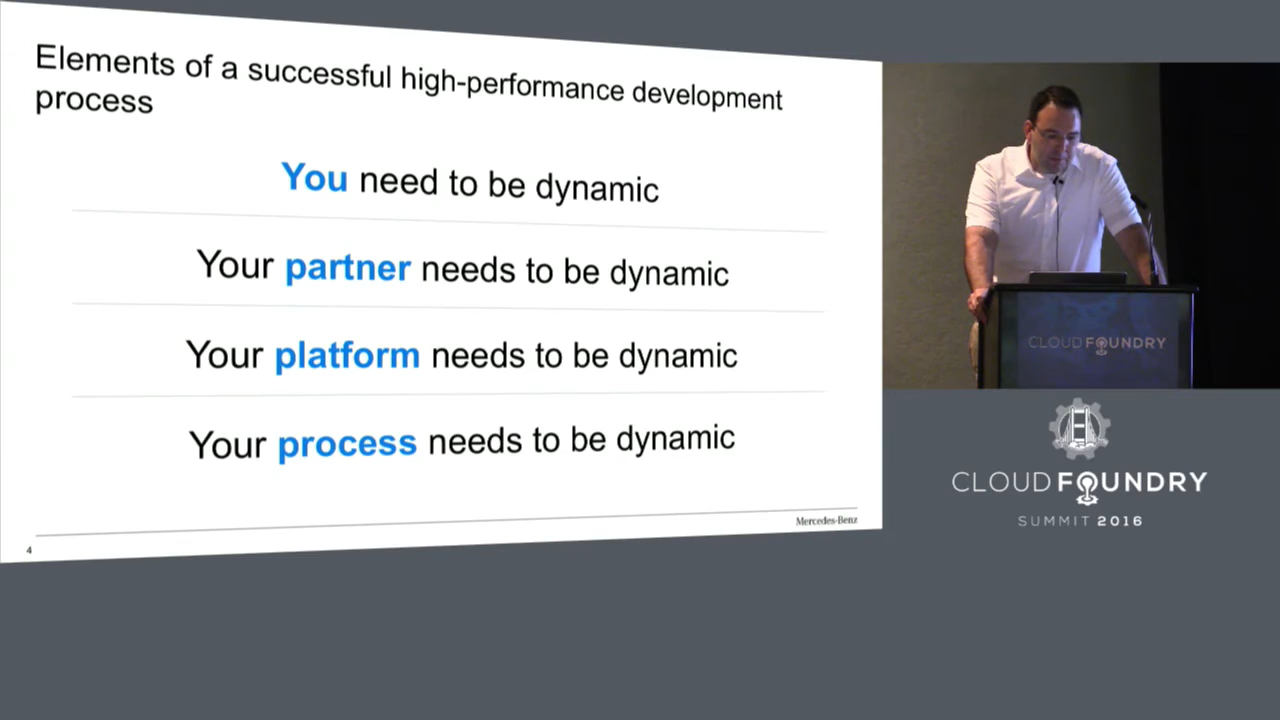 Elements of a successful high-performance development
process
You need to be dynamic
Your partner needs to be dynamic
Your platform needs to be dynamic
Your process needs to be dynamic
Mercedes-Benz
4
CLOUD FOUNDRY
CLOUD FOUNDRY
SUMMIT 2016